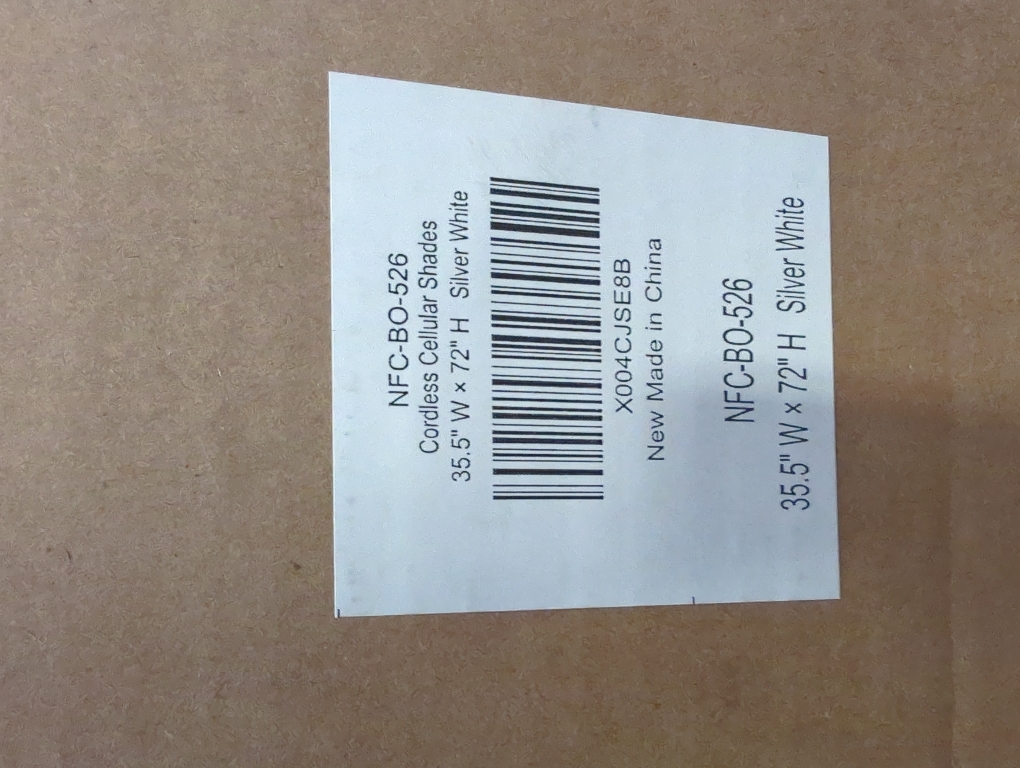 NFC-BO-526
Cordless Cellular Shades
35.5" W × 72" H Silver White
X004CJSE8B
New Made in China
NFC-BO-526
35.5" W × 72" H Silver White